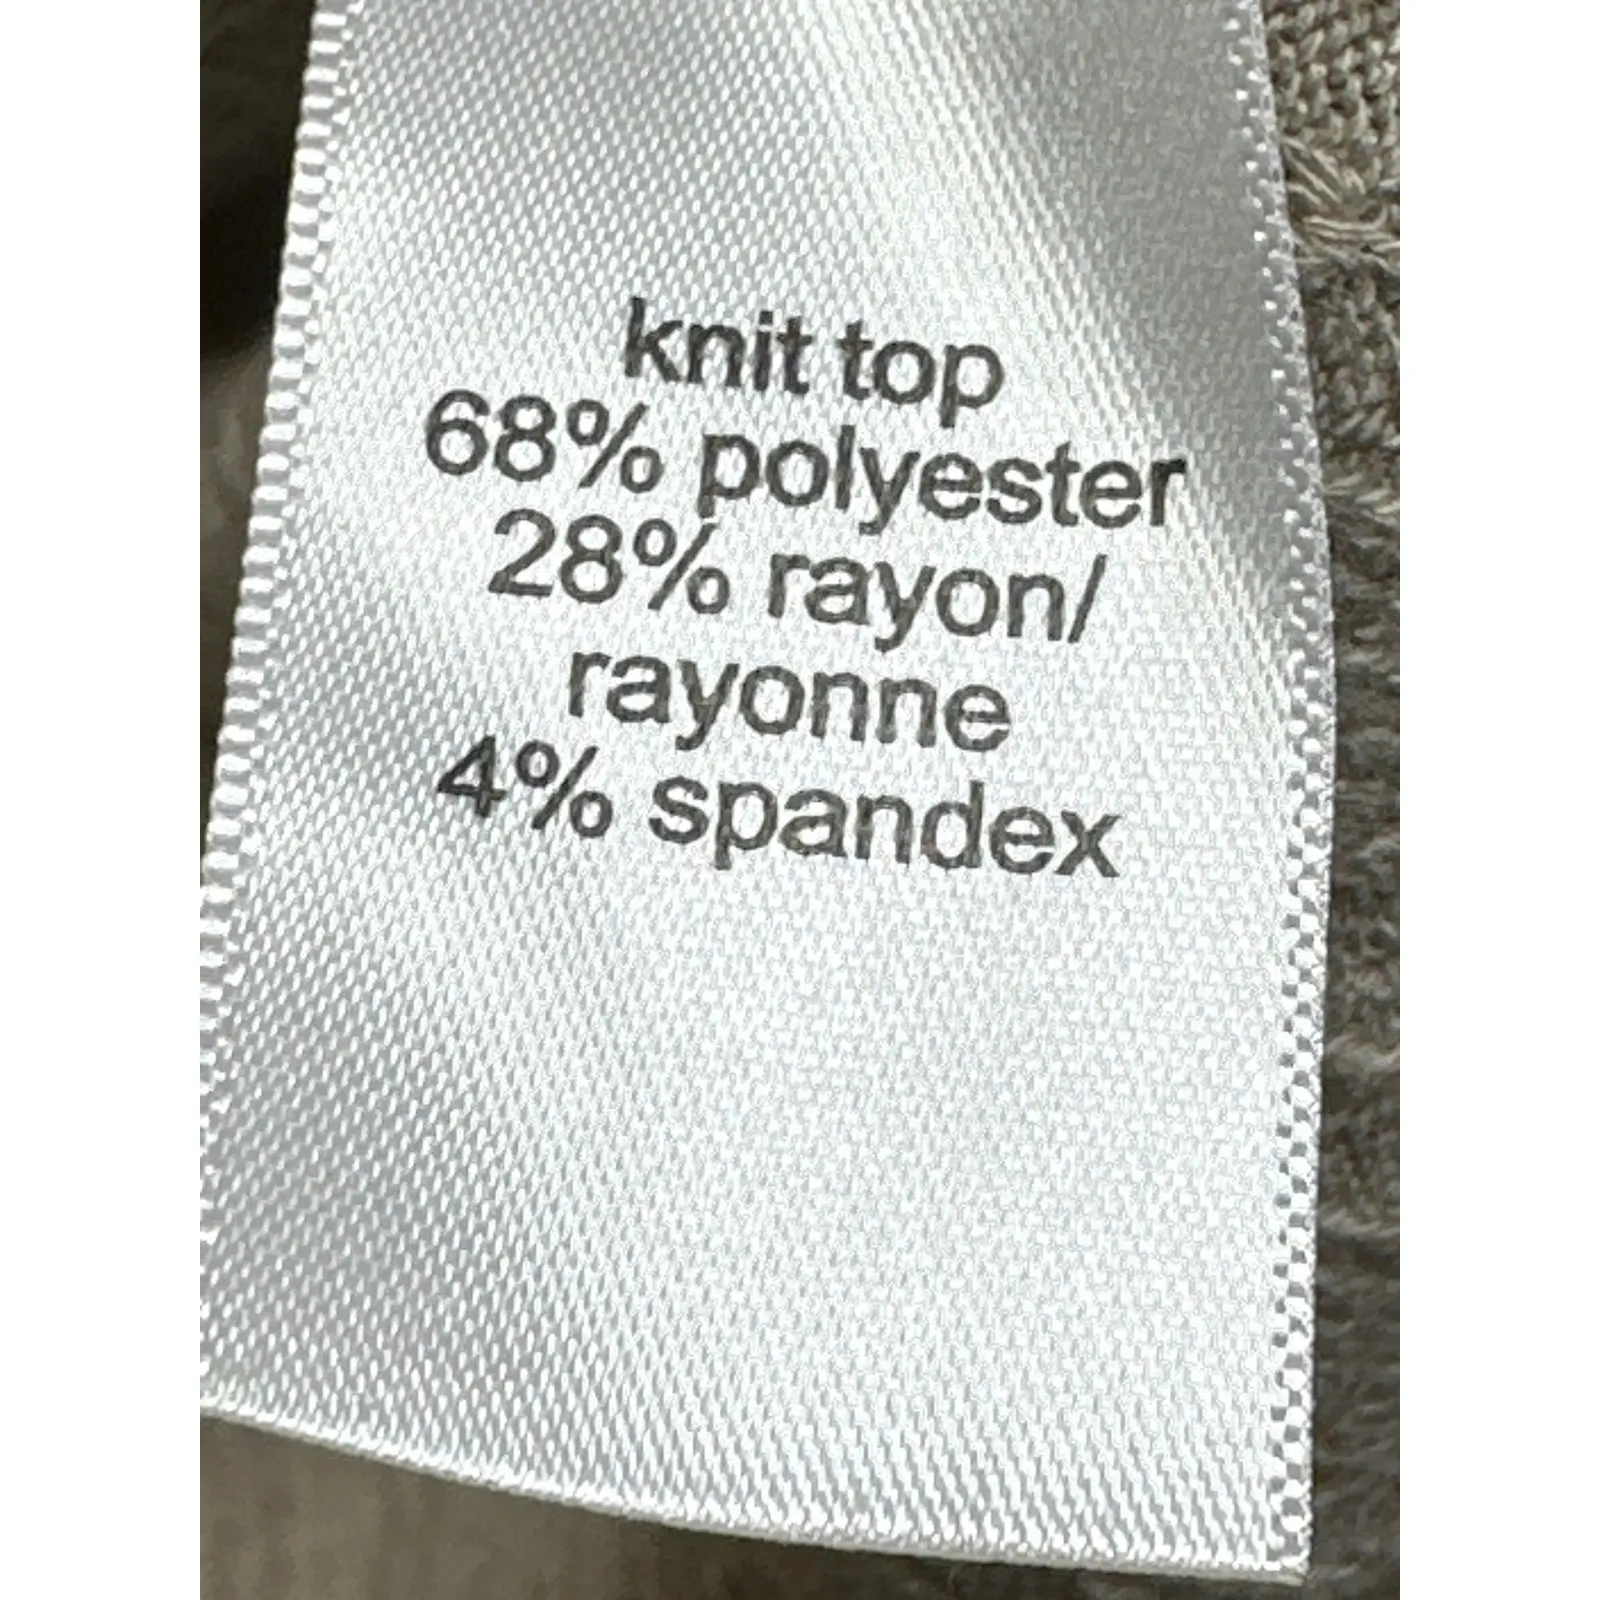 knit top
68% polyester
28% rayon/
rayonne
4% spandex